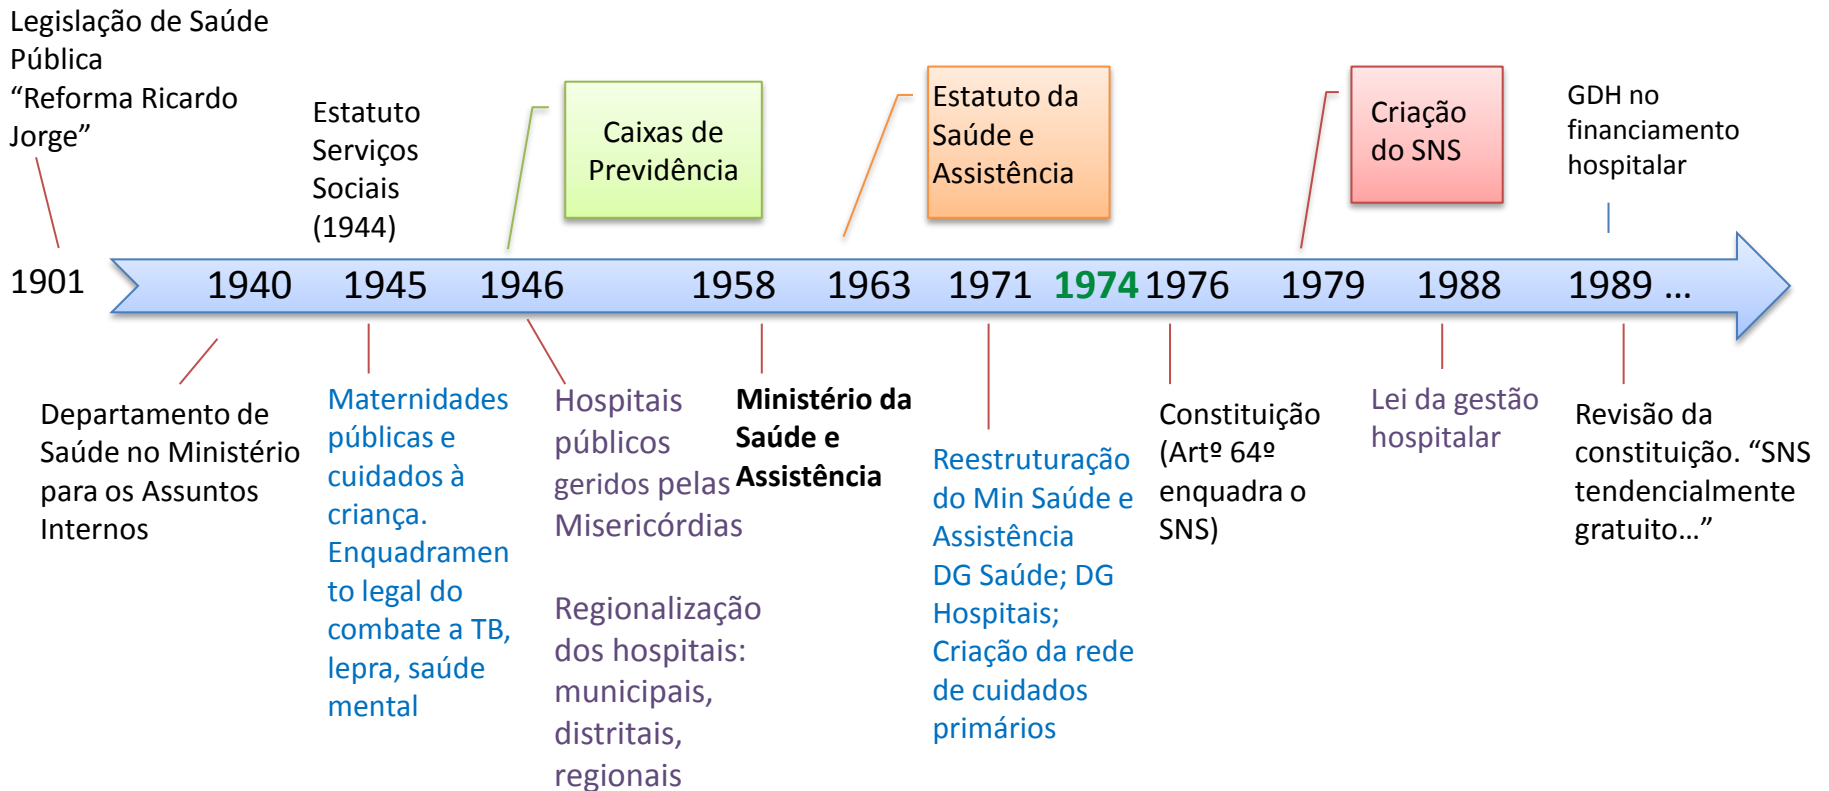 Legislação de Saúde
Pública
“Reforma Ricardo
Jorge”
Estatuto
Serviços
Sociais
(1944)
Caixas de
Previdência
Estatuto da
Saúde e
Assistência
Criação
do SNS
GDH no
financiamento
hospitalar
1901 1940 1945 1946 1958 1963 1971 1974 1976 1979 1988 1989 ...
Departamento de
Saúde no Ministério
para os Assuntos
Internos
Maternidades
públicas e
cuidados à
criança.
Enquadramen
to legal do
combate a TB,
lepra, saúde
mental
Hospitais
públicos
geridos pelas
Misericórdias
Regionalização
dos hospitais:
municipais,
distritais,
regionais
Ministério da
Saúde e
Assistência
Reestruturação
do Min Saúde e
Assistência
DG Saúde; DG
Hospitais;
Criação da rede
de cuidados
primários
Constituição
(Artº 64º
enquadra o
SNS)
Lei da gestão
hospitalar
Revisão da
constituição. “SNS
tendencialmente
gratuito…”